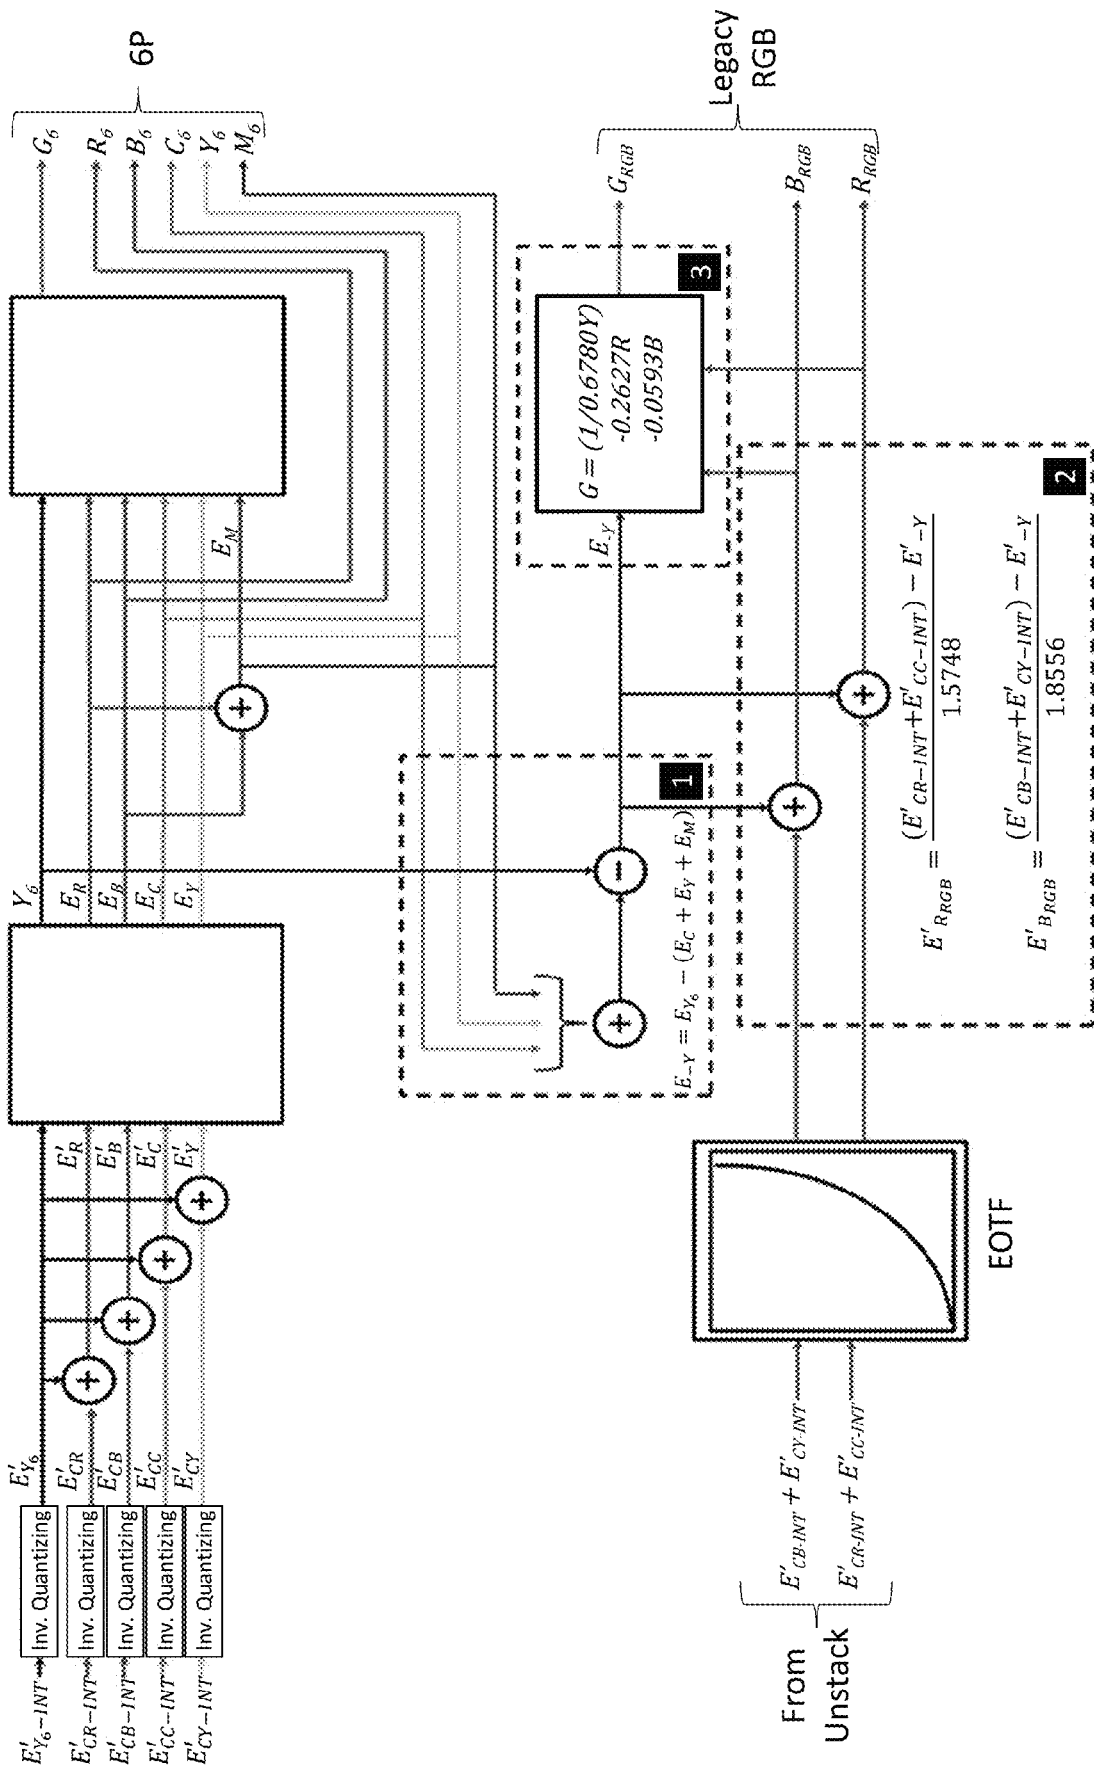 E'Y6-INT
E'CR-INT
E'CB-INT
E'CC-INT
E'CY-INT
Inv. Quantizing
Inv. Quantizing
Inv. Quantizing
Inv. Quantizing
Inv. Quantizing
E'Y6
E'CR
E'CB
E'CC
E'CY
+
+
+
+
E'R
E'B
E'C
E'Y
Y6
ER
EB
EC
EY
+
EM
G6
R6
B6
C6
Y6
M6
6P
+
−
E−Y = EY6 − (EC + EY + EM)
1
E-Y
G = (1/0.6780Y)
-0.2627R
-0.0593B
3
GRGB
BRGB
RRGB
Legacy
RGB
From
Unstack
E'CB-INT + E'CY-INT
E'CR-INT + E'CC-INT
EOTF
+
+
E'RRGB = (E'CR−INT+E'CC−INT) − E'−Y
1.5748
E'BRGB = (E'CB−INT+E'CY−INT) − E'−Y
1.8556
2